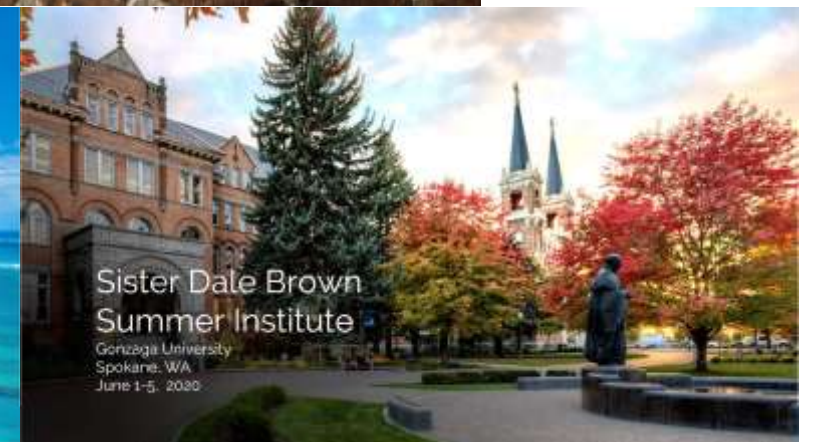 Sister Dale Brown
Summer Institute
Gonzaga University
Spokane, WA
June 1-5, 2020